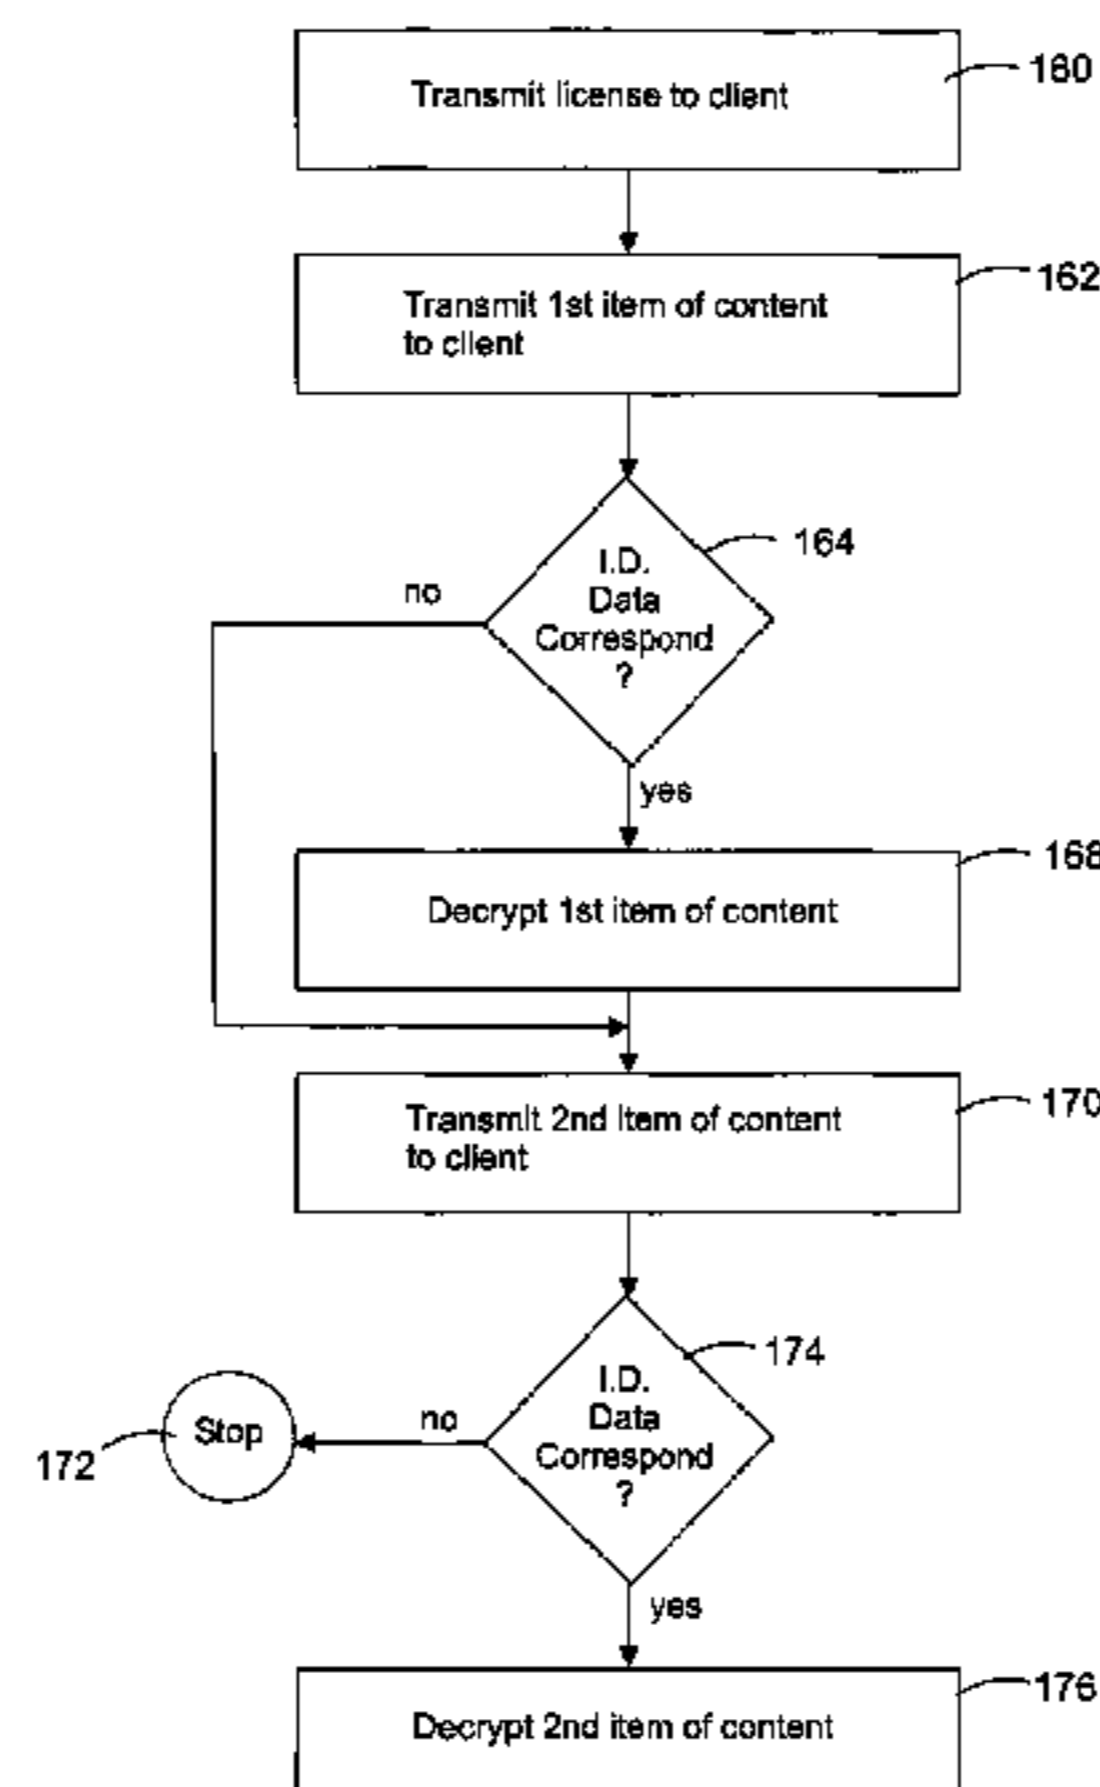 Transmit license to client
160
Transmit 1st item of content
to client
162
164
I.D.
Data
Correspond
?
no
yes
168
Decrypt 1st item of content
Transmit 2nd item of content
to client
170
174
I.D.
Data
Correspond
?
no
Stop
172
yes
176
Decrypt 2nd item of content